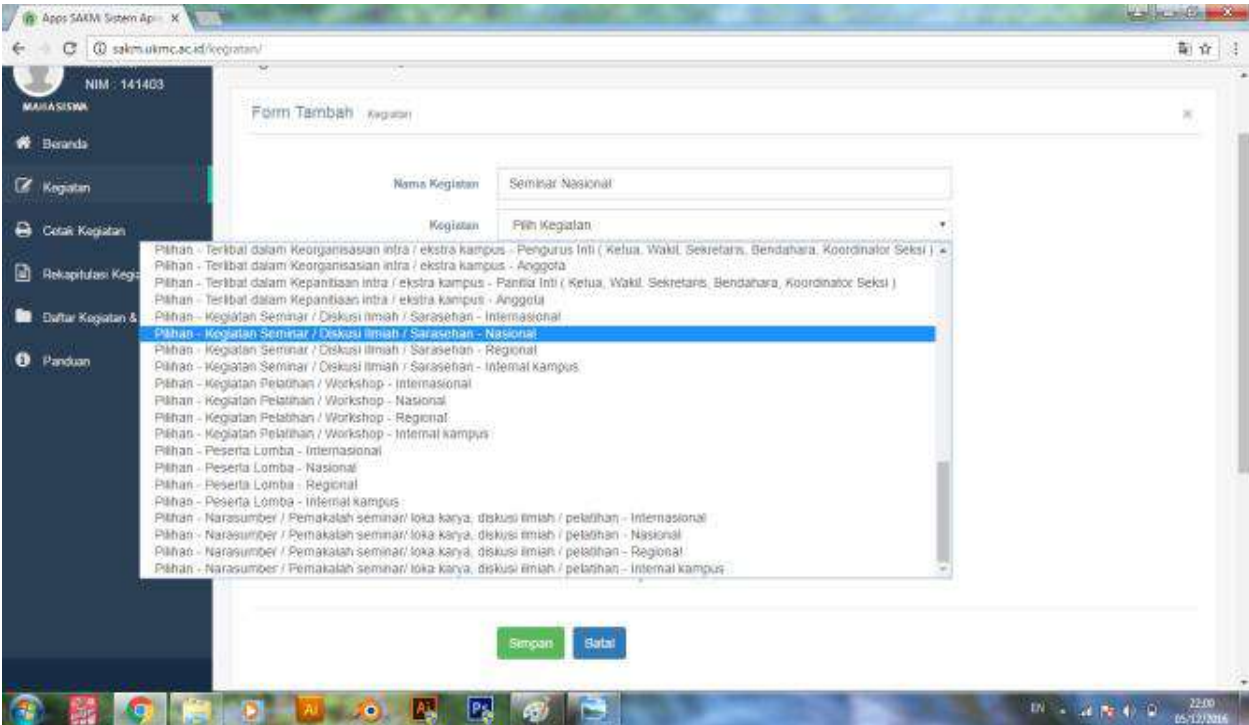 Apps SAKM Sistem Apli
sakm.ukmc.ac.id/kegiatan/
NIM : 141403
MAHASISWA
Beranda
Kegiatan
Cetak Kegiatan
Rekapitulasi Kegia
Daftar Kegiatan &
Panduan
Form Tambah Kegiatan
Nama Kegiatan Seminar Nasional
Kegiatan Pilih Kegiatan
Pilihan - Terlibat dalam Keorganisasian intra / ekstra kampus - Pengurus Inti ( Ketua, Wakil, Sekretaris, Bendahara, Koordinator Seksi )
Pilihan - Terlibat dalam Keorganisasian intra / ekstra kampus - Anggota
Pilihan - Terlibat dalam Kepanitiaan intra / ekstra kampus - Panitia Inti ( Ketua, Wakil, Sekretaris, Bendahara, Koordinator Seksi )
Pilihan - Terlibat dalam Kepanitiaan intra / ekstra kampus - Anggota
Pilihan - Kegiatan Seminar / Diskusi Ilmiah / Sarasehan - Internasional
Pilihan - Kegiatan Seminar / Diskusi Ilmiah / Sarasehan - Nasional
Pilihan - Kegiatan Seminar / Diskusi Ilmiah / Sarasehan - Regional
Pilihan - Kegiatan Seminar / Diskusi Ilmiah / Sarasehan - Internal kampus
Pilihan - Kegiatan Pelatihan / Workshop - Internasional
Pilihan - Kegiatan Pelatihan / Workshop - Nasional
Pilihan - Kegiatan Pelatihan / Workshop - Regional
Pilihan - Kegiatan Pelatihan / Workshop - Internal kampus
Pilihan - Peserta Lomba - Internasional
Pilihan - Peserta Lomba - Nasional
Pilihan - Peserta Lomba - Regional
Pilihan - Peserta Lomba - Internal kampus
Pilihan - Narasumber / Pemakalah seminar/ loka karya, diskusi ilmiah / pelatihan - Internasional
Pilihan - Narasumber / Pemakalah seminar/ loka karya, diskusi ilmiah / pelatihan - Nasional
Pilihan - Narasumber / Pemakalah seminar/ loka karya, diskusi ilmiah / pelatihan - Regional
Pilihan - Narasumber / Pemakalah seminar/ loka karya, diskusi ilmiah / pelatihan - Internal kampus
Simpan Batal
EN
22:00
05/12/2016